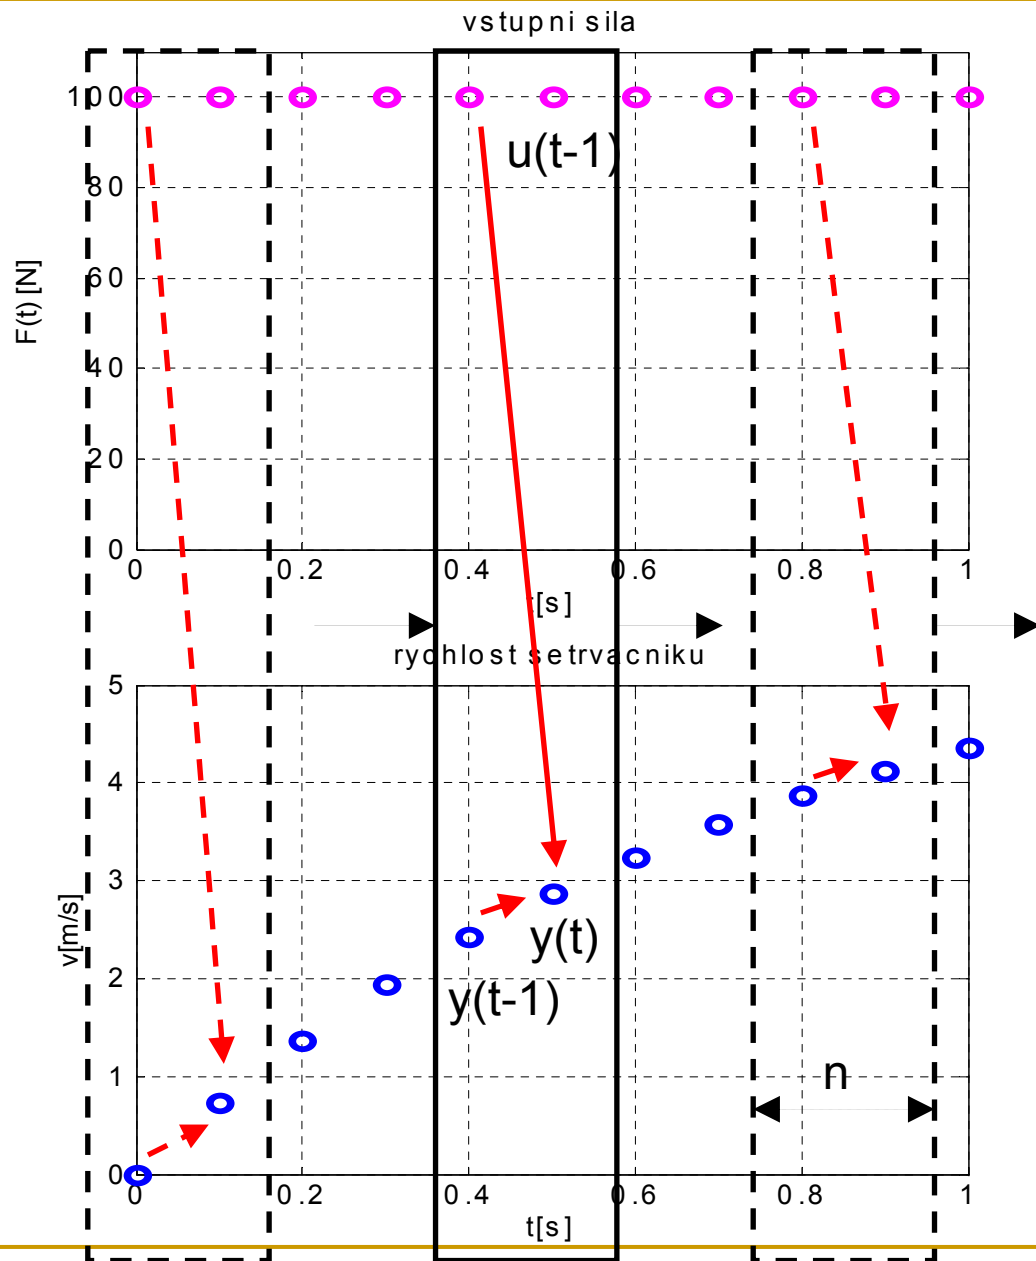 vstupni sila
100
u(t-1)
80
60
F(t) [N]
40
20
0
0 0.2 0.4 0.6 0.8 1
t[s]
rychlost setrvacniku
5
4
3
v[m/s]
y(t)
2
y(t-1)
1
n
0
0 0.2 0.4 0.6 0.8 1
t[s]